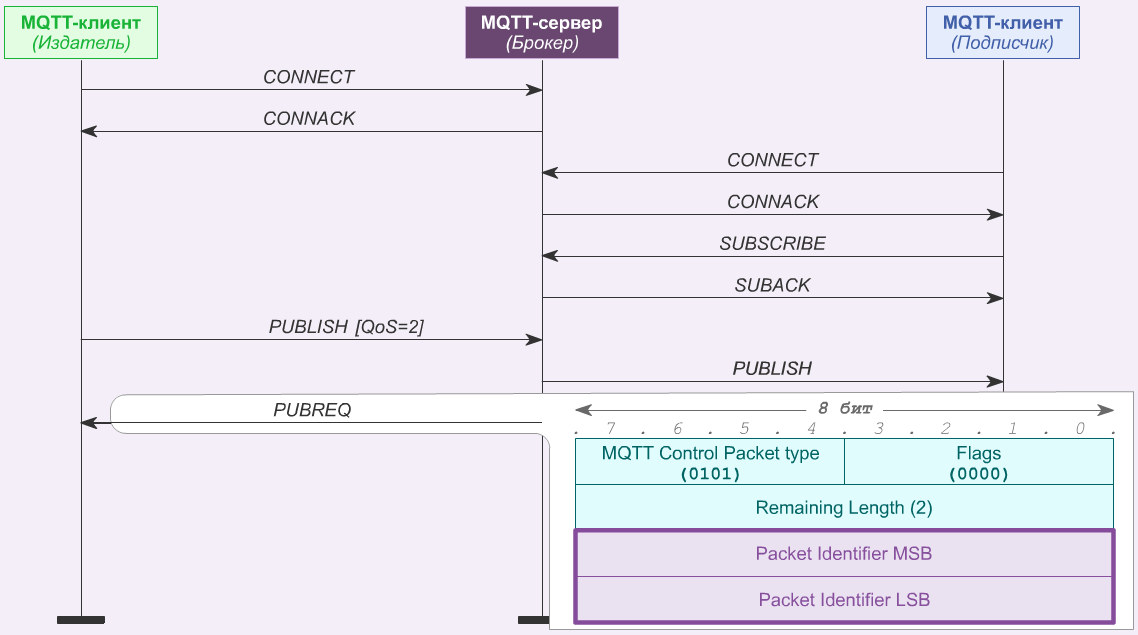 MQTT-клиент
(Издатель)
MQTT-сервер
(Брокер)
MQTT-клиент
(Подписчик)
CONNECT
CONNACK
CONNECT
CONNACK
SUBSCRIBE
SUBACK
PUBLISH [QoS=2]
PUBLISH
PUBREQ
8 бит
. 7 . 6 . 5 . 4 . 3 . 2 . 1 . 0 .
MQTT Control Packet type
(0101)
Flags
(0000)
Remaining Length (2)
Packet Identifier MSB
Packet Identifier LSB